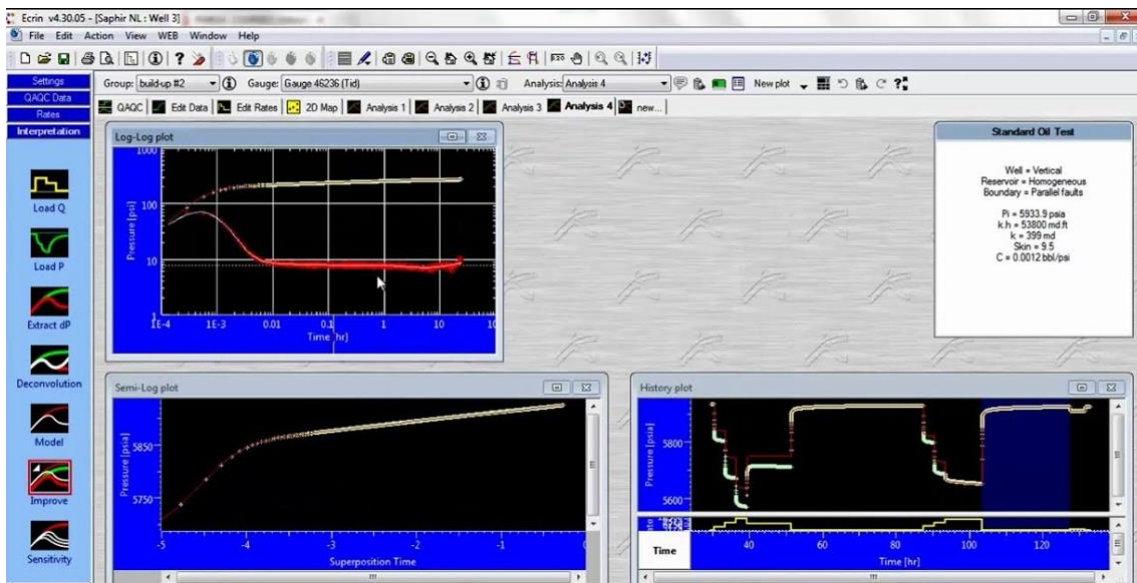 Ecrin v4.30.05 - [Saphir NL : Well 3]
File Edit Action View WEB Window Help
Settings
QAQC Data
Rates
Interpretation
Load Q
Load P
Extract dP
Deconvolution
Model
Improve
Sensitivity
Group: build-up #2 Gauge: Gauge 46236 (Tid) Analysis: Analysis 4 New plot
QAQC Edit Data Edit Rates 2D Map Analysis 1 Analysis 2 Analysis 3 Analysis 4 new...
Log-Log plot
1000
100
10
1
Pressure [psi]
1E-4 1E-3 0.01 0.1 1 10
Time [hr]
Standard Oil Test
Well = Vertical
Reservoir = Homogeneous
Boundary = Parallel faults
Pi = 5933.9 psia
k.h = 53800 md.ft
k = 399 md
Skin = 9.5
C = 0.0012 bbl/psi
Semi-Log plot
5850
5750
Pressure [psia]
-5 -4 -3 -2 -1 0
Superposition Time
History plot
5800
5600
Pressure [psia]
Time
40 60 80 100 120
Time [hr]